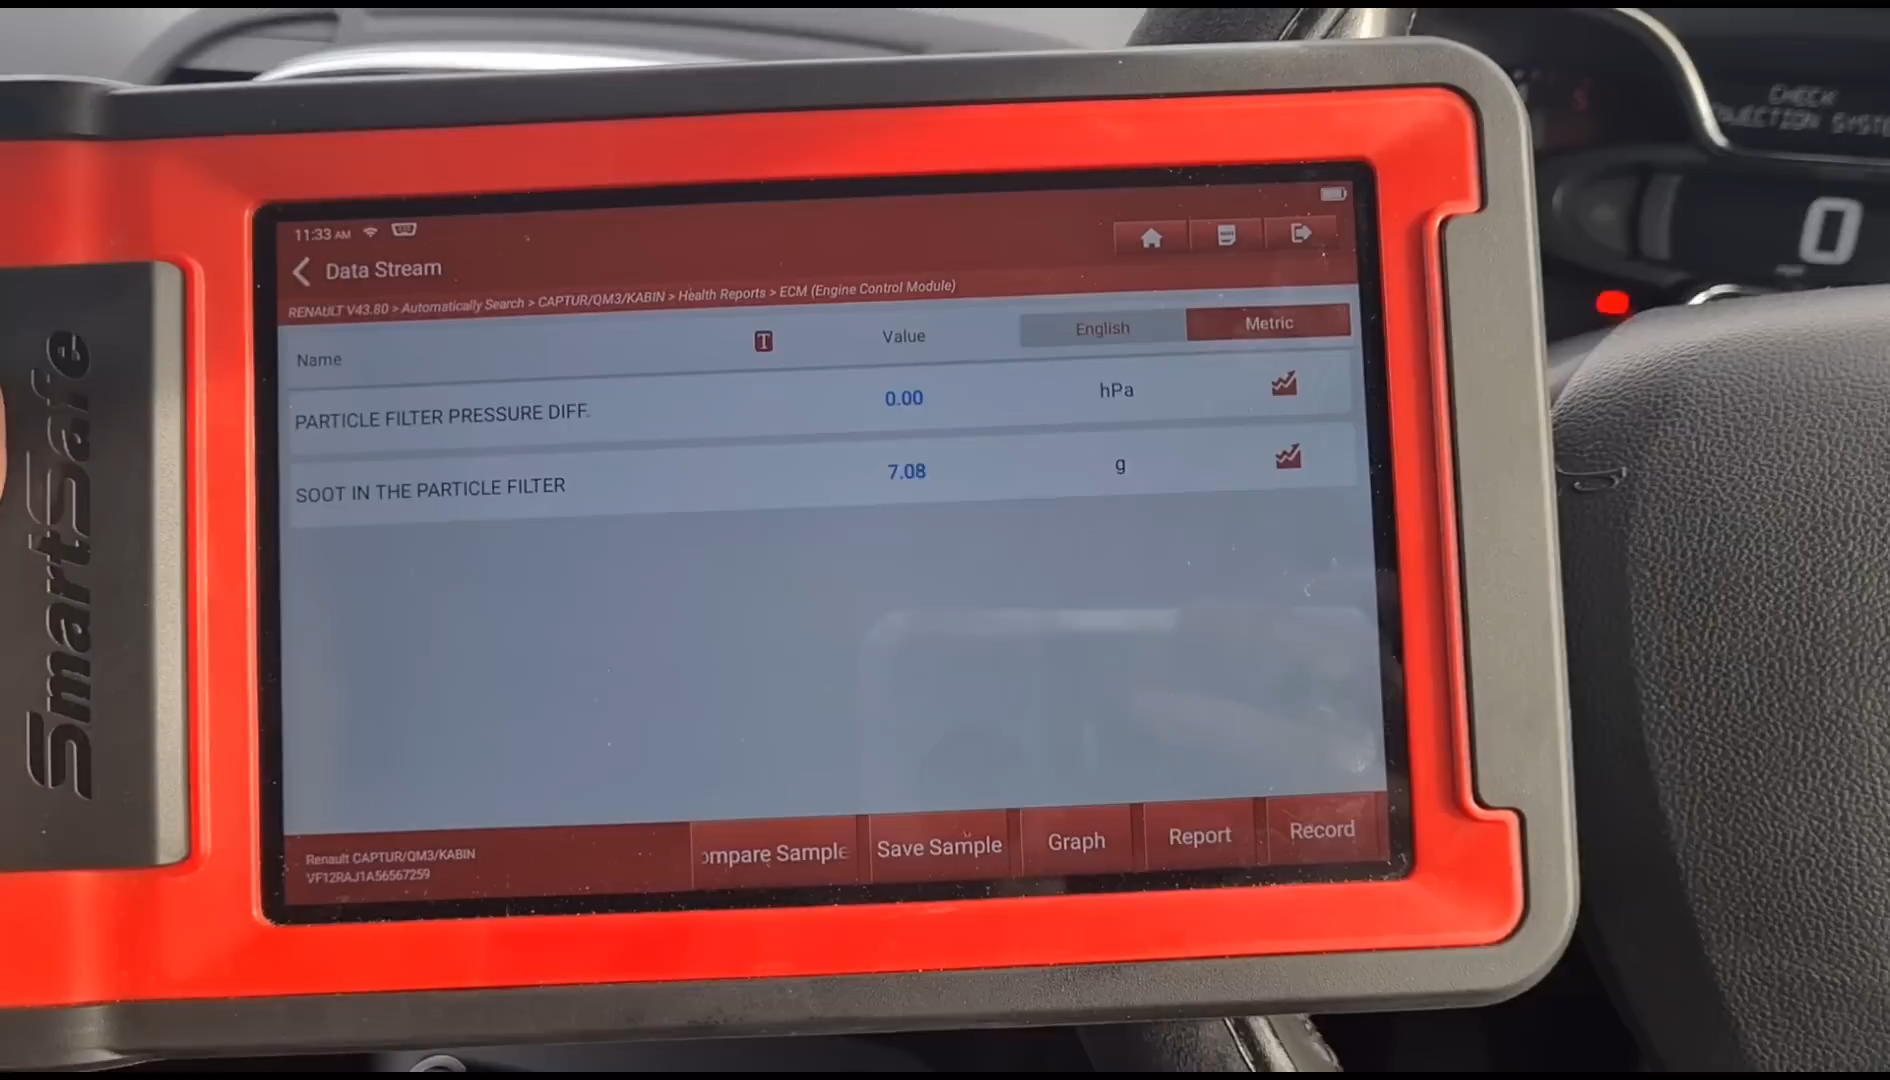 SmartSafe
11:33 AM
Data Stream
RENAULT V43.80 > Automatically Search > CAPTUR/QM3/KABIN > Health Reports > ECM (Engine Control Module)
Name T Value English Metric
PARTICLE FILTER PRESSURE DIFF. 0.00 hPa
SOOT IN THE PARTICLE FILTER 7.08 g
Renault CAPTUR/QM3/KABIN
VF12RAJ1A56567259
ompare Sample Save Sample Graph Report Record
CHECK
0